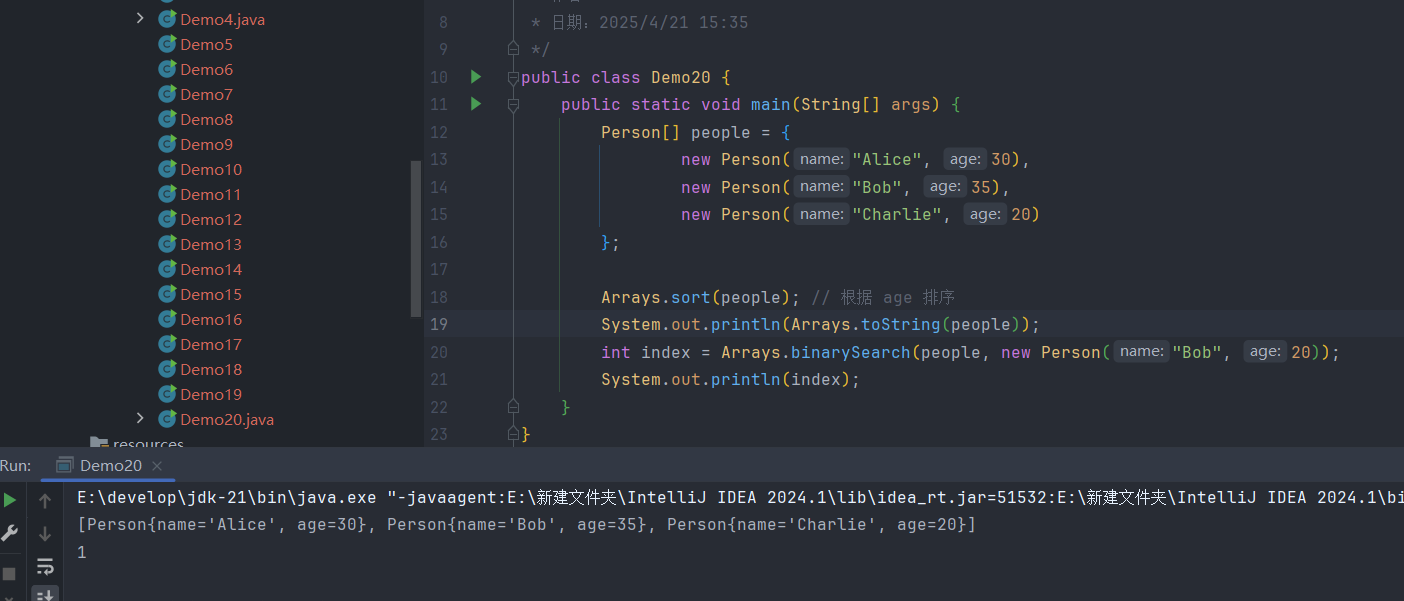 Demo4.java
Demo5
Demo6
Demo7
Demo8
Demo9
Demo10
Demo11
Demo12
Demo13
Demo14
Demo15
Demo16
Demo17
Demo18
Demo19
Demo20.java
resources
8 * 日期: 2025/4/21 15:35
9 */
10 public class Demo20 {
11 public static void main(String[] args) {
12 Person[] people = {
13 new Person( name: "Alice", age: 30),
14 new Person( name: "Bob", age: 35),
15 new Person( name: "Charlie", age: 20)
16 };
17
18 Arrays.sort(people); // 根据 age 排序
19 System.out.println(Arrays.toString(people));
20 int index = Arrays.binarySearch(people, new Person( name: "Bob", age: 20));
21 System.out.println(index);
22 }
23 }
Run: Demo20
E:\develop\jdk-21\bin\java.exe "-javaagent:E:\新建文件夹\IntelliJ IDEA 2024.1\lib\idea_rt.jar=51532:E:\新建文件夹\IntelliJ IDEA 2024.1\bi
[Person{name='Alice', age=30}, Person{name='Bob', age=35}, Person{name='Charlie', age=20}]
1